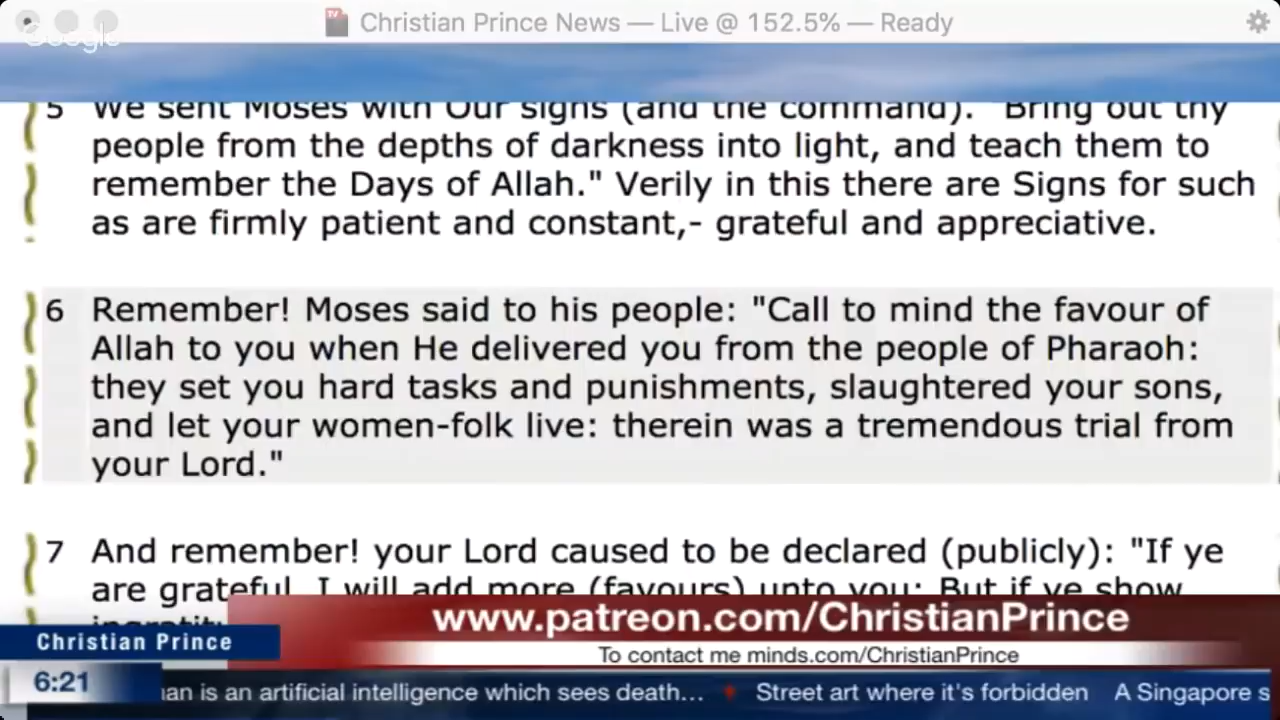 Christian Prince News — Live @ 152.5% — Ready
Google
5 We sent Moses with Our signs (and the command). "Bring out thy
people from the depths of darkness into light, and teach them to
remember the Days of Allah." Verily in this there are Signs for such
as are firmly patient and constant,- grateful and appreciative.
6 Remember! Moses said to his people: "Call to mind the favour of
Allah to you when He delivered you from the people of Pharaoh:
they set you hard tasks and punishments, slaughtered your sons,
and let your women-folk live: therein was a tremendous trial from
your Lord."
7 And remember! your Lord caused to be declared (publicly): "If ye
are grateful, I will add more (favours) unto you; But if ye show
www.patreon.com/ChristianPrince
Christian Prince
To contact me minds.com/ChristianPrince
6:21 is an artificial intelligence which sees death... Street art where it's forbidden A Singapore s